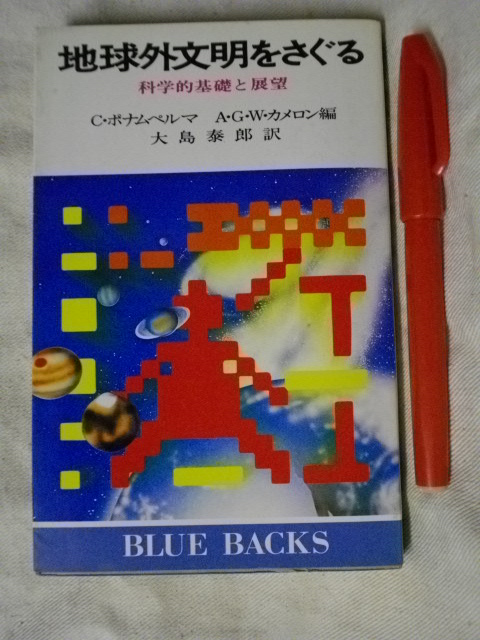 地球外文明をさぐる
科学的基礎と展望
C・ポナムペルマ A・G・W・カメロン編
大島泰郎訳
BLUE BACKS